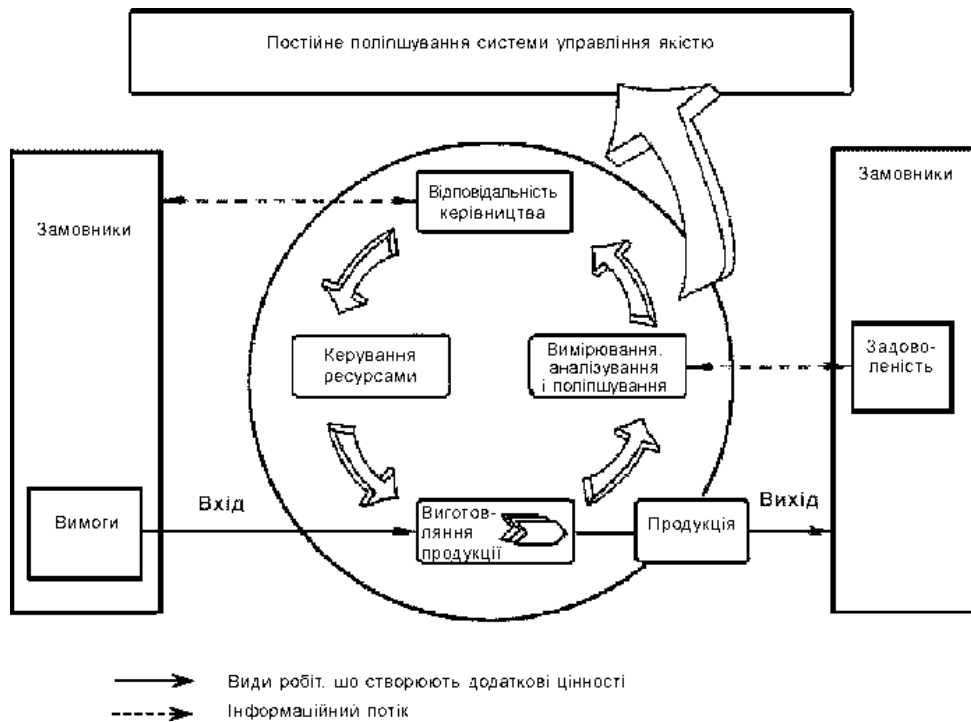 Постійне поліпшування системи управління якістю
Замовники
Вимоги
Вхід
Відповідальність
керівництва
Керування
ресурсами
Вимірювання,
аналізування
і поліпшування
Виготов-
ляння
продукції
Продукція
Вихід
Замовники
Задово-
леність
Види робіт, що створюють додаткові цінності
Інформаційний потік